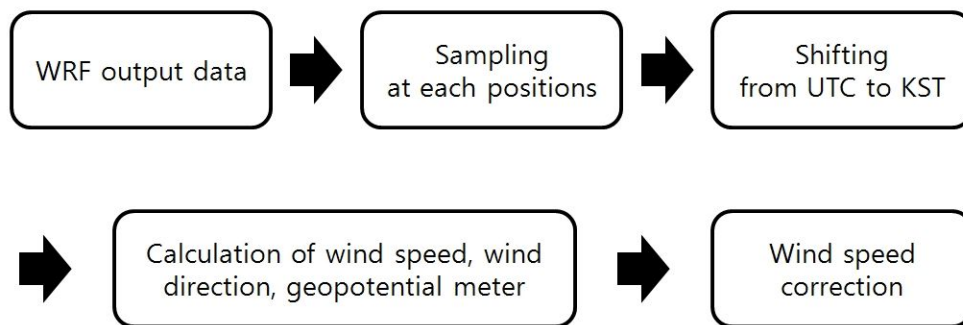 WRF output data
Sampling
at each positions
Shifting
from UTC to KST
Calculation of wind speed, wind
direction, geopotential meter
Wind speed
correction